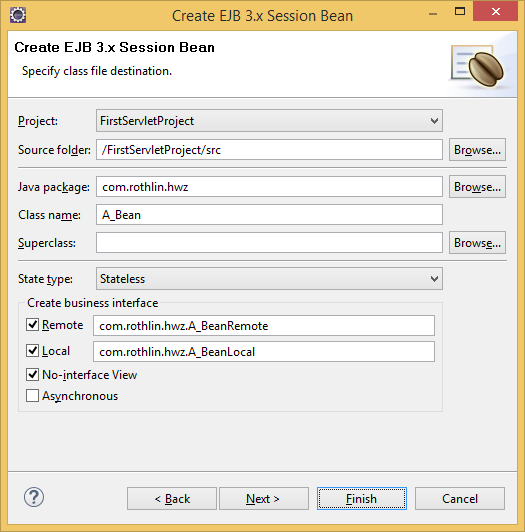 Create EJB 3.x Session Bean
Create EJB 3.x Session Bean
Specify class file destination.
Project: FirstServletProject
Source folder: /FirstServletProject/src Browse...
Java package: com.rothlin.hwz Browse...
Class name: A_Bean
Superclass: Browse...
State type: Stateless
Create business interface
Remote com.rothlin.hwz.A_BeanRemote
Local com.rothlin.hwz.A_BeanLocal
No-interface View
Asynchronous
? < Back Next > Finish Cancel